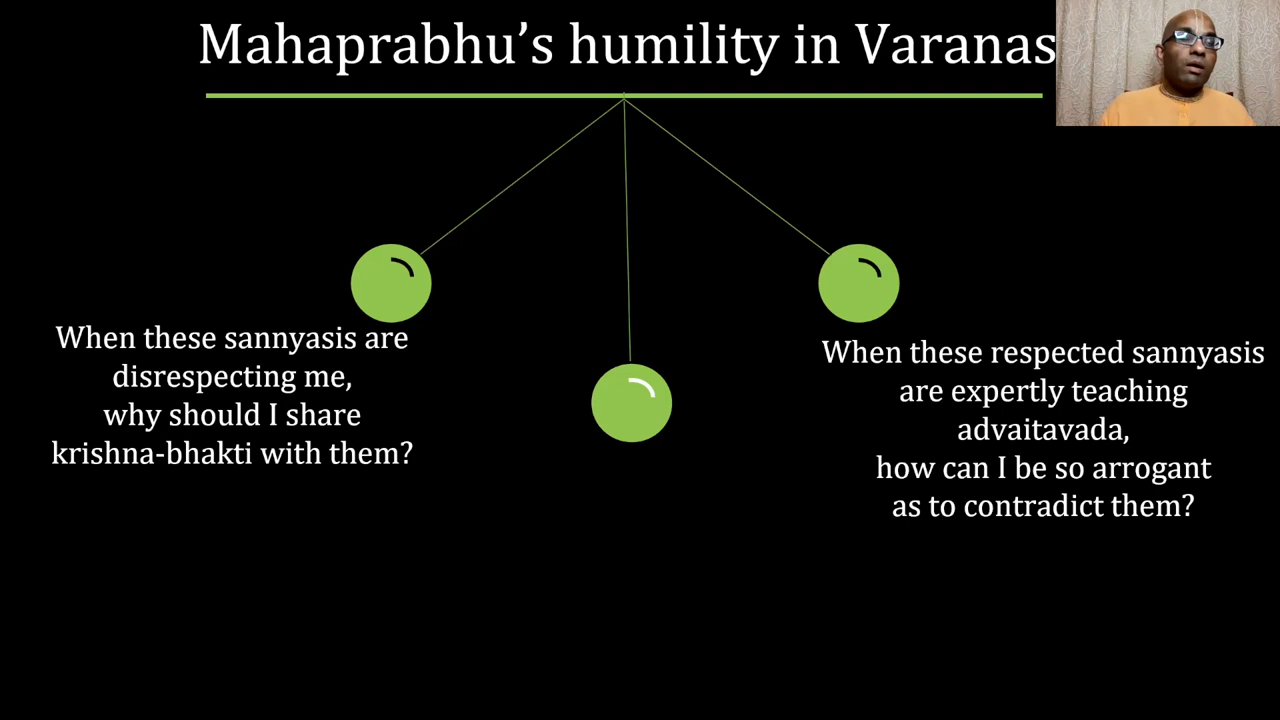 Mahaprabhu's humility in Varanas
When these sannyasis are
disrespecting me,
why should I share
krishna-bhakti with them?
When these respected sannyasis
are expertly teaching
advaitavada,
how can I be so arrogant
as to contradict them?